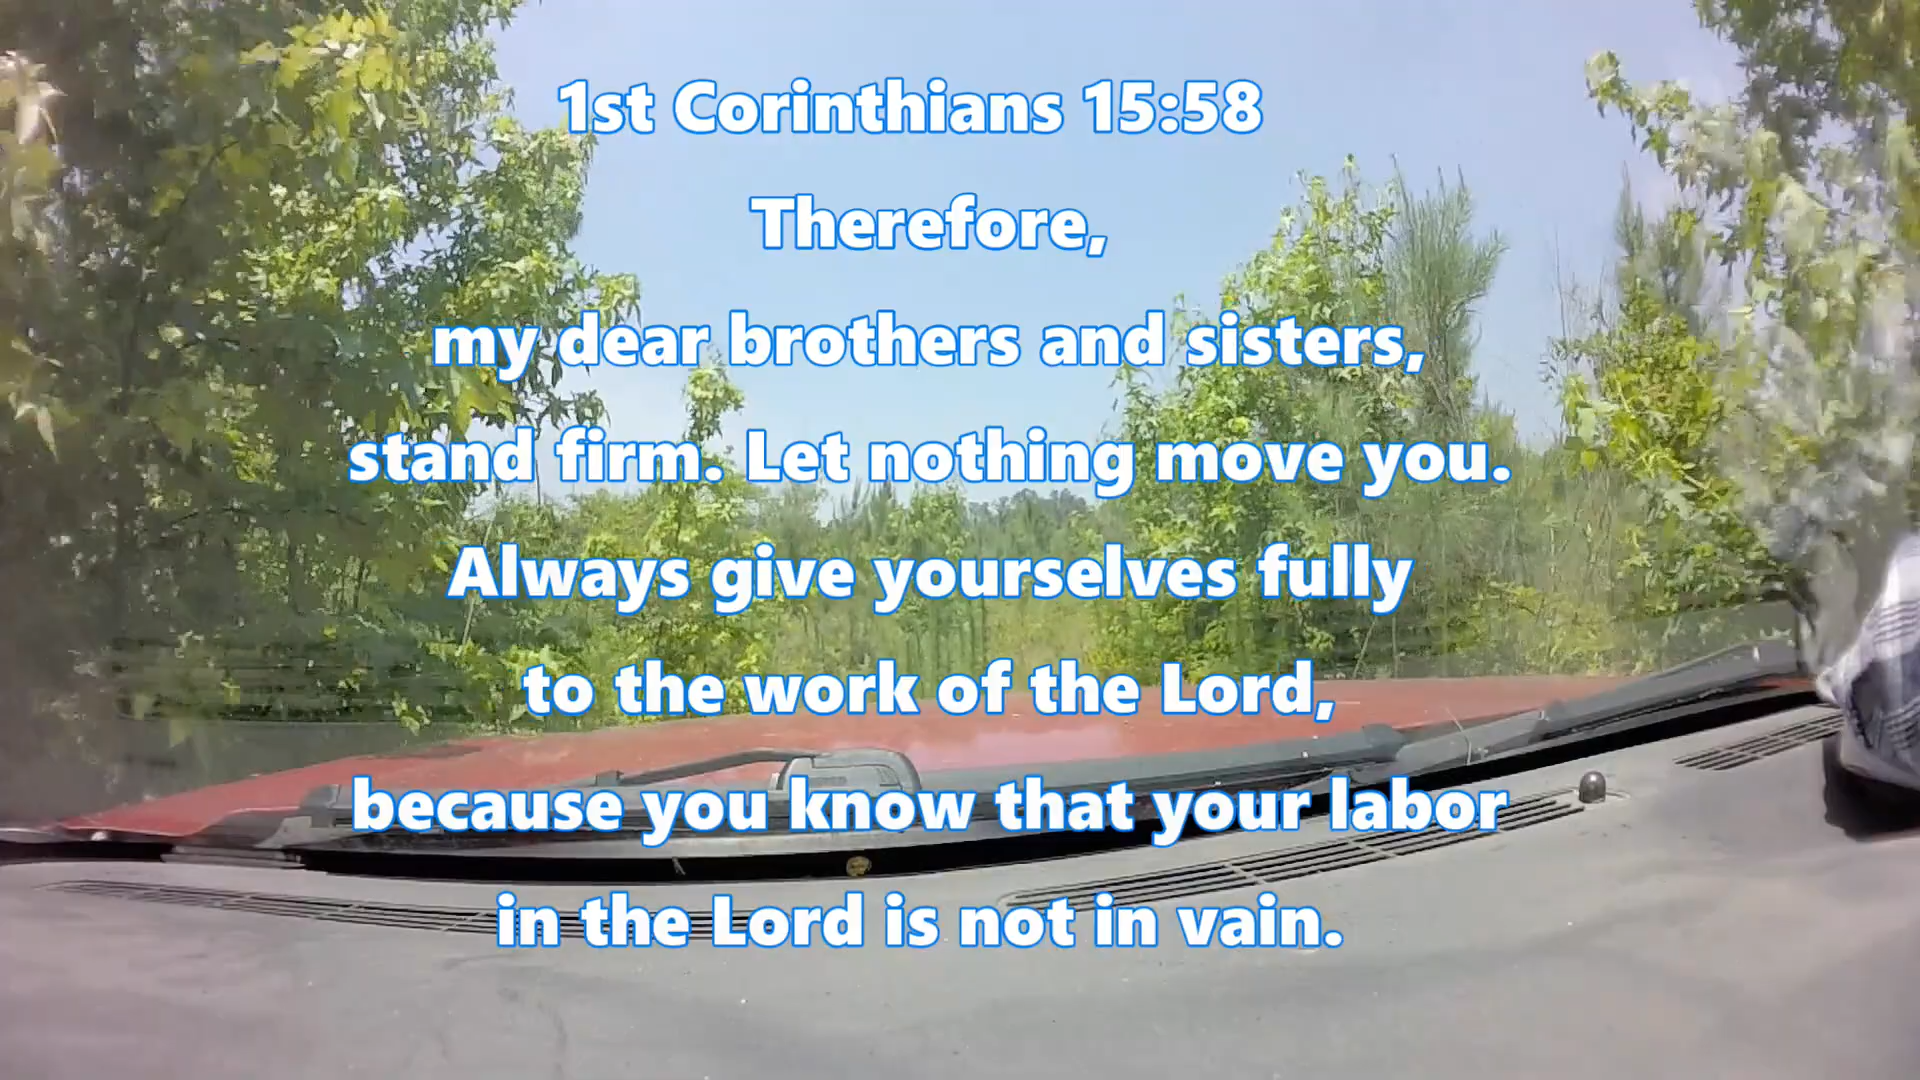 1st Corinthians 15:58
Therefore,
my dear brothers and sisters,
stand firm. Let nothing move you.
Always give yourselves fully
to the work of the Lord,
because you know that your labor
in the Lord is not in vain.